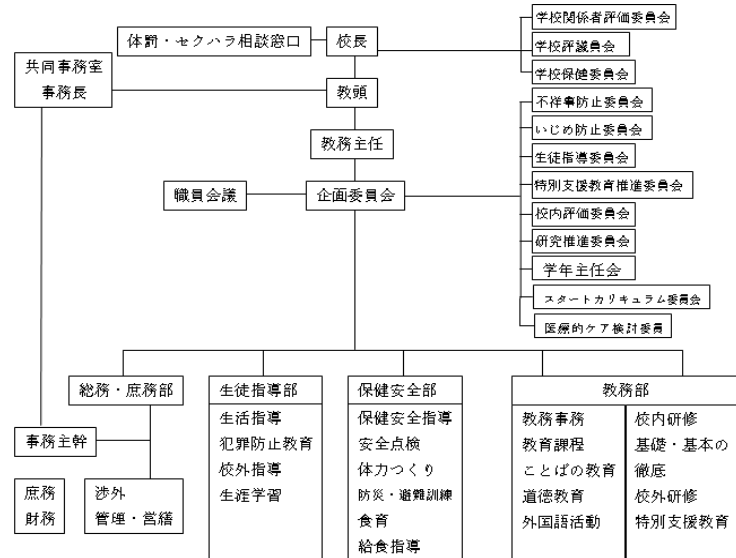 体罰・セクハラ相談窓口
校長
学校関係者評価委員会
学校評議員会
学校保健委員会
共同事務室
事務長
教頭
不祥事防止委員会
いじめ防止委員会
教務主任
生徒指導委員会
職員会議
企画委員会
特別支援教育推進委員会
校内評価委員会
研究推進委員会
学年主任会
スタートカリキュラム委員会
医療的ケア検討委員
総務・庶務部
事務主幹
庶務
財務
渉外
管理・営繕
生徒指導部
生活指導
犯罪防止教育
校外指導
生涯学習
保健安全部
保健安全指導
安全点検
体力つくり
防災・避難訓練
食育
給食指導
教務部
教務事務
教育課程
ことばの教育
道徳教育
外国語活動
校内研修
基礎・基本の
徹底
校外研修
特別支援教育